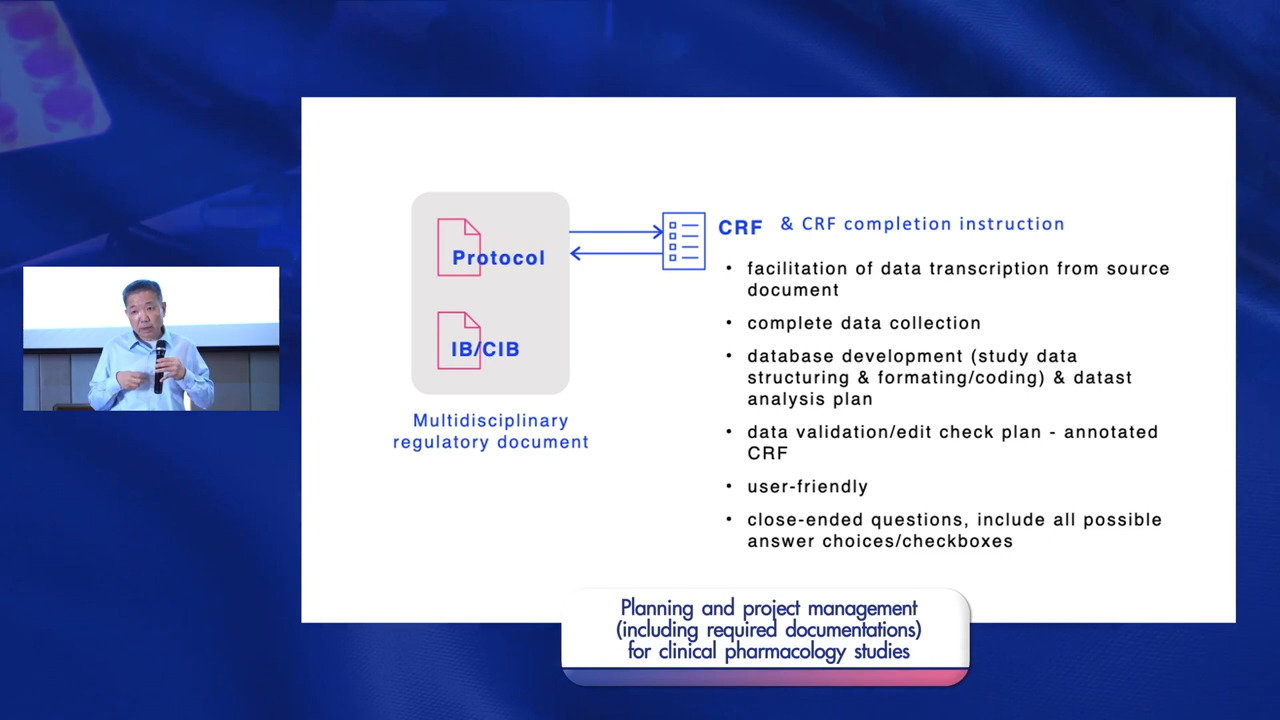 Protocol
IB/CIB
Multidisciplinary
regulatory document
CRF & CRF completion instruction
• facilitation of data transcription from source
document
• complete data collection
• database development (study data
structuring & formating/coding) & datast
analysis plan
• data validation/edit check plan - annotated
CRF
• user-friendly
• close-ended questions, include all possible
answer choices/checkboxes
Planning and project management
(including required documentations)
for clinical pharmacology studies